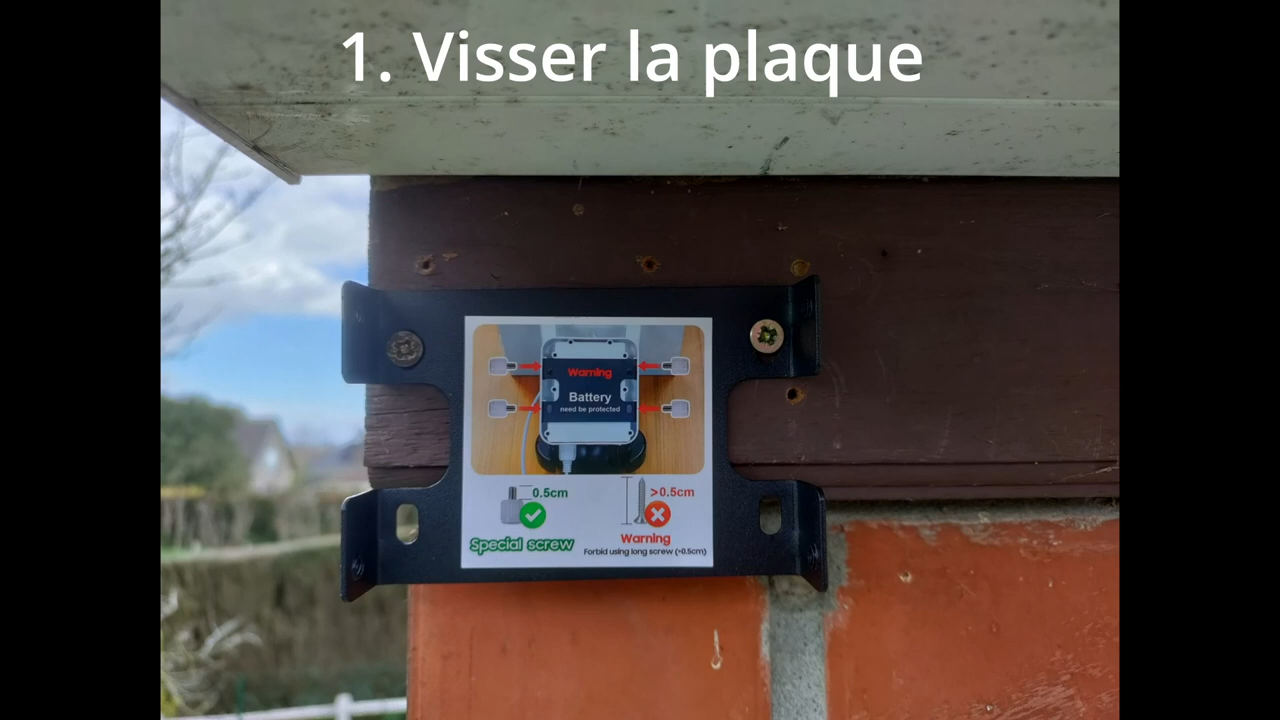 1. Visser la plaque
Warning
Battery
need be protected
0.5cm
>0.5cm
Special screw
Warning
Forbid using long screw (>0.5cm)